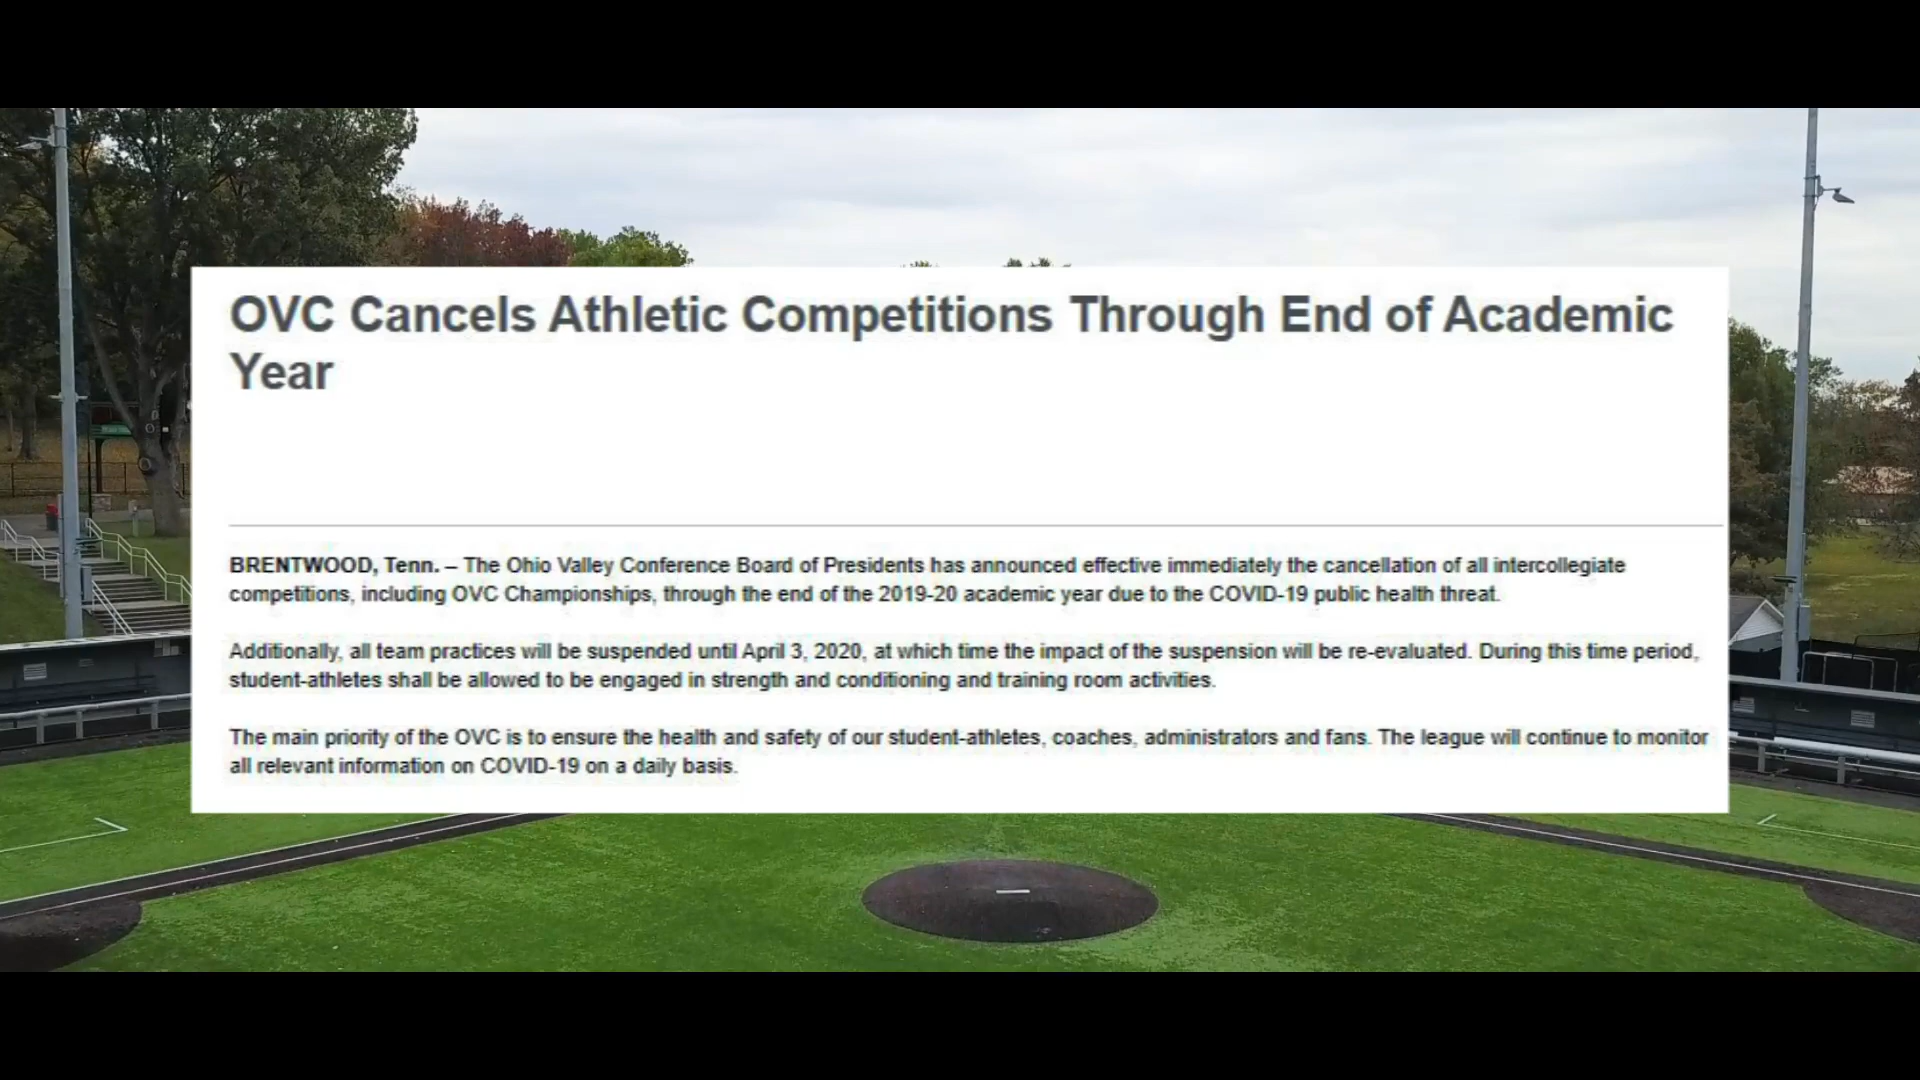 OVC Cancels Athletic Competitions Through End of Academic
Year
BRENTWOOD, Tenn. – The Ohio Valley Conference Board of Presidents has announced effective immediately the cancellation of all intercollegiate
competitions, including OVC Championships, through the end of the 2019-20 academic year due to the COVID-19 public health threat.
Additionally, all team practices will be suspended until April 3, 2020, at which time the impact of the suspension will be re-evaluated. During this time period,
student-athletes shall be allowed to be engaged in strength and conditioning and training room activities.
The main priority of the OVC is to ensure the health and safety of our student-athletes, coaches, administrators and fans. The league will continue to monitor
all relevant information on COVID-19 on a daily basis.